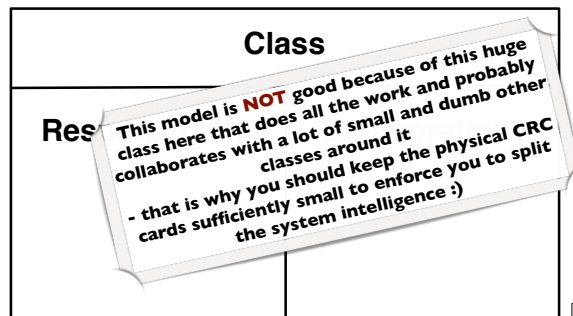 Class
Res
This model is NOT good because of this huge
class here that does all the work and probably
collaborates with a lot of small and dumb other
classes around it
- that is why you should keep the physical CRC
cards sufficiently small to enforce you to split
the system intelligence :)